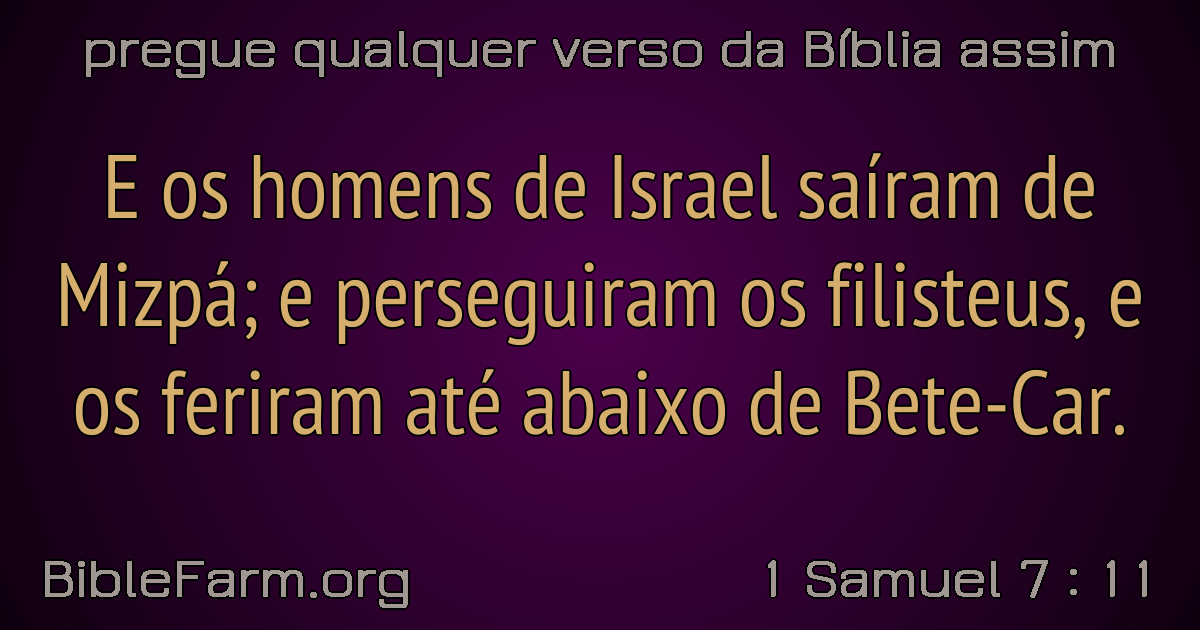 pregue qualquer verso da Bíblia assim
E os homens de Israel saíram de
Mizpá; e perseguiram os filisteus, e
os feriram até abaixo de Bete-Car.
BibleFarm.org
1 Samuel 7 : 11